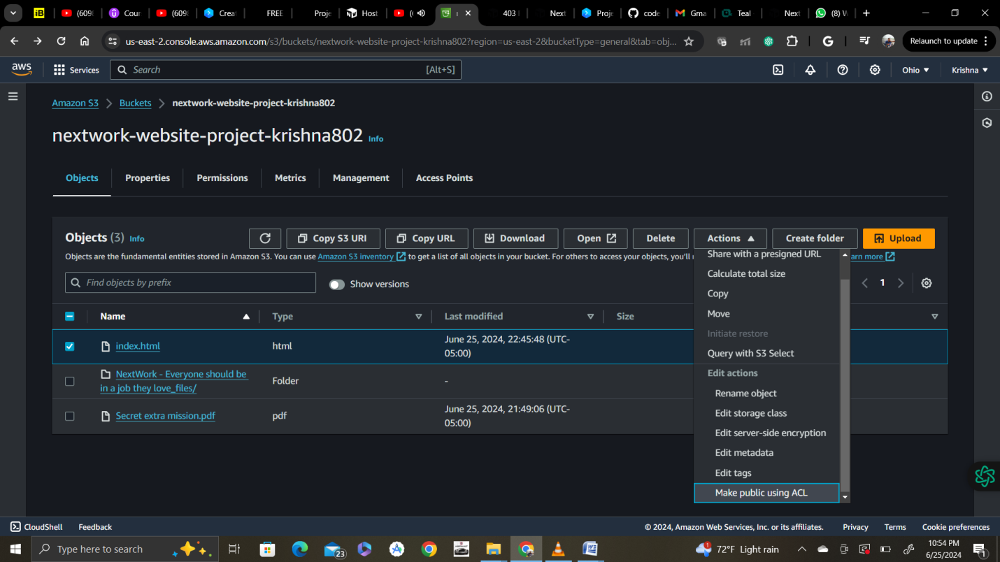 (609
Cour
(609
Creat
FREE
Proje
Host
(
403
Next
Proje
code
Gma
Teal
Next
(8) W
us-east-2.console.aws.amazon.com/s3/buckets/nextwork-website-project-krishna802?region=us-east-2&bucketType=general&tab=obj...
Relaunch to update
aws
Services
Search
[Alt+S]
Ohio
Krishna
Amazon S3
Buckets
nextwork-website-project-krishna802
nextwork-website-project-krishna802 Info
Objects
Properties
Permissions
Metrics
Management
Access Points
Objects (3) Info
Copy S3 URI
Copy URL
Download
Open
Delete
Actions
Create folder
Upload
Objects are the fundamental entities stored in Amazon S3. You can use Amazon S3 inventory to get a list of all objects in your bucket. For others to access your objects, you'll
arn more
Find objects by prefix
Show versions
1
Share with a presigned URL
Calculate total size
Copy
Move
Initiate restore
Query with S3 Select
Edit actions
Rename object
Edit storage class
Edit server-side encryption
Edit metadata
Edit tags
Make public using ACL
Name
Type
Last modified
Size
index.html
html
June 25, 2024, 22:45:48 (UTC-
05:00)
NextWork - Everyone should be
in a job they love_files/
Folder
-
Secret extra mission.pdf
pdf
June 25, 2024, 21:49:06 (UTC-
05:00)
CloudShell
Feedback
© 2024, Amazon Web Services, Inc. or its affiliates.
Privacy
Terms
Cookie preferences
Type here to search
23
1
72°F Light rain
10:54 PM
6/25/2024
1